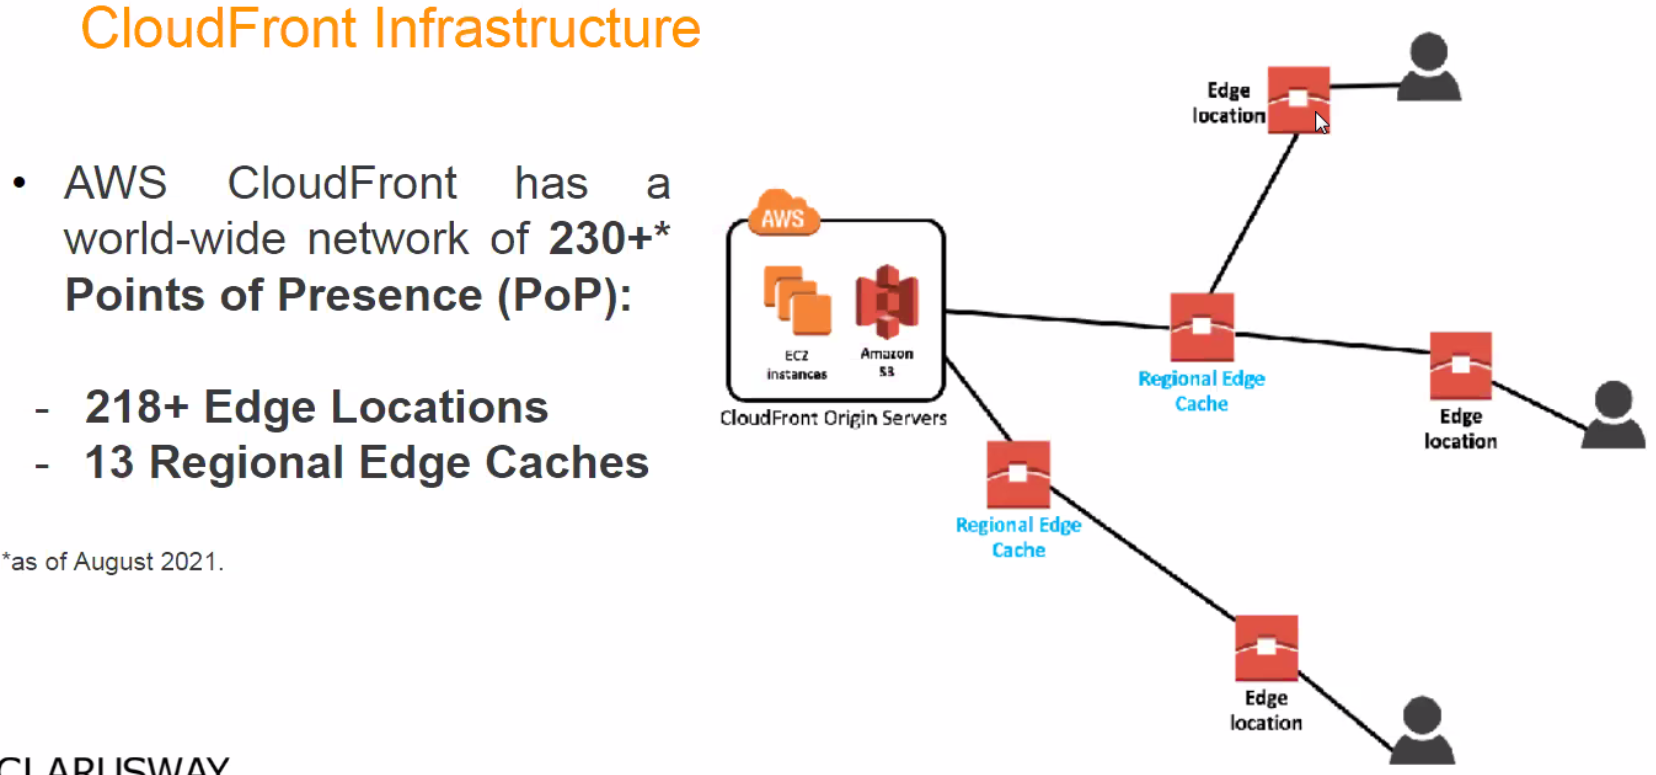 CloudFront Infrastructure
• AWS CloudFront has a
world-wide network of 230+*
Points of Presence (PoP):
- 218+ Edge Locations
- 13 Regional Edge Caches
*as of August 2021.
CLARUSWAY
AWS
EC2
instances
Amazon
S3
CloudFront Origin Servers
Edge
location
Regional Edge
Cache
Edge
location
Regional Edge
Cache
Edge
location